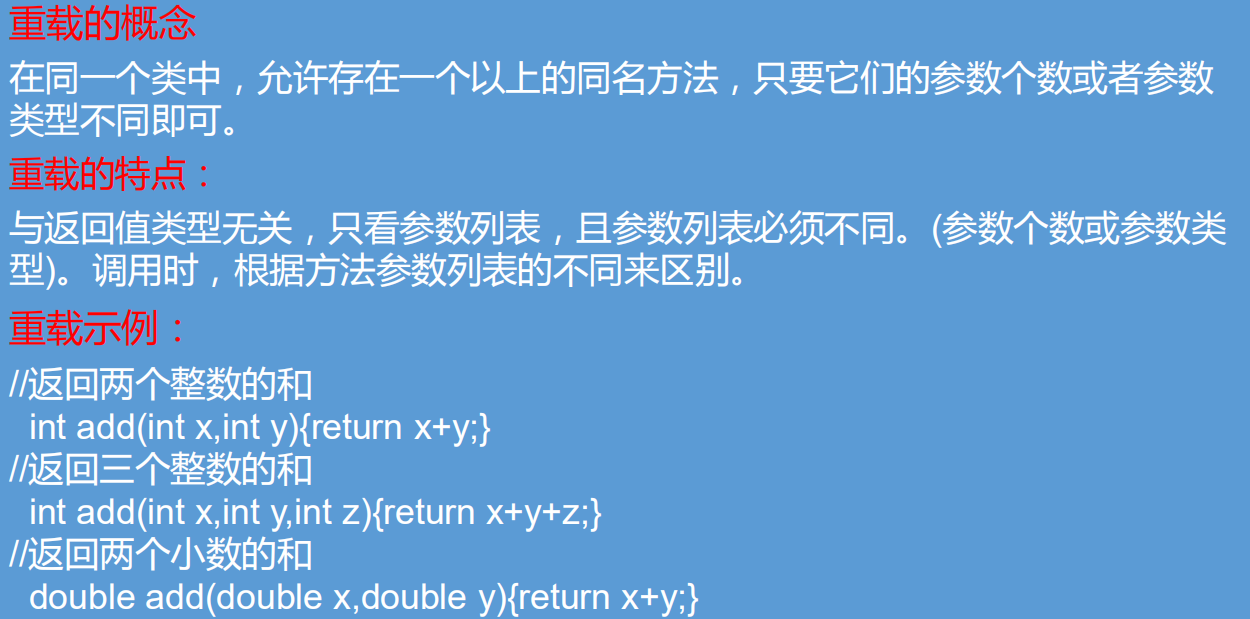 重载的概念
在同一个类中，允许存在一个以上的同名方法，只要它们的参数个数或者参数
类型不同即可。
重载的特点：
与返回值类型无关，只看参数列表，且参数列表必须不同。(参数个数或参数类
型)。调用时，根据方法参数列表的不同来区别。
重载示例：
//返回两个整数的和
int add(int x,int y){return x+y;}
//返回三个整数的和
int add(int x,int y,int z){return x+y+z;}
//返回两个小数的和
double add(double x,double y){return x+y;}